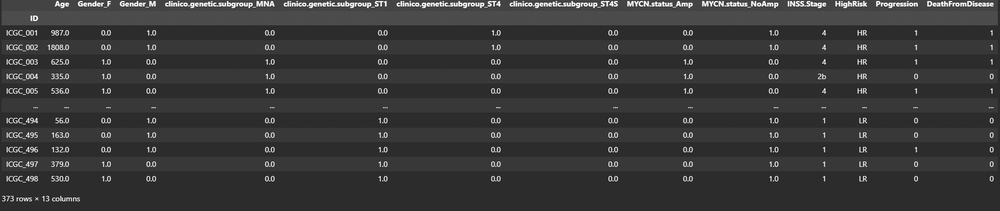 Age Gender_F Gender_M clinico.genetic.subgroup_MNA clinico.genetic.subgroup_ST1 clinico.genetic.subgroup_ST4 clinico.genetic.subgroup_ST4S MYCN.status_Amp MYCN.status_NoAmp INSS.Stage HighRisk Progression DeathFromDisease
ID
ICGC_001 987.0 0.0 1.0 0.0 0.0 1.0 0.0 0.0 1.0 4 HR 1 1
ICGC_002 1808.0 0.0 1.0 0.0 0.0 1.0 0.0 0.0 1.0 4 HR 1 1
ICGC_003 625.0 1.0 0.0 1.0 0.0 0.0 0.0 1.0 0.0 4 HR 1 1
ICGC_004 335.0 1.0 0.0 1.0 0.0 0.0 0.0 1.0 0.0 2b HR 0 0
ICGC_005 536.0 1.0 0.0 1.0 0.0 0.0 0.0 1.0 0.0 4 HR 1 1
... ... ... ... ... ... ... ... ... ... ... ... ... ...
ICGC_494 56.0 0.0 1.0 0.0 1.0 0.0 0.0 0.0 1.0 1 LR 0 0
ICGC_495 163.0 0.0 1.0 0.0 1.0 0.0 0.0 0.0 1.0 1 LR 0 0
ICGC_496 132.0 0.0 1.0 0.0 1.0 0.0 0.0 0.0 1.0 1 LR 1 0
ICGC_497 379.0 1.0 0.0 0.0 1.0 0.0 0.0 0.0 1.0 1 LR 0 0
ICGC_498 530.0 1.0 0.0 0.0 1.0 0.0 0.0 0.0 1.0 1 LR 0 0
373 rows × 13 columns